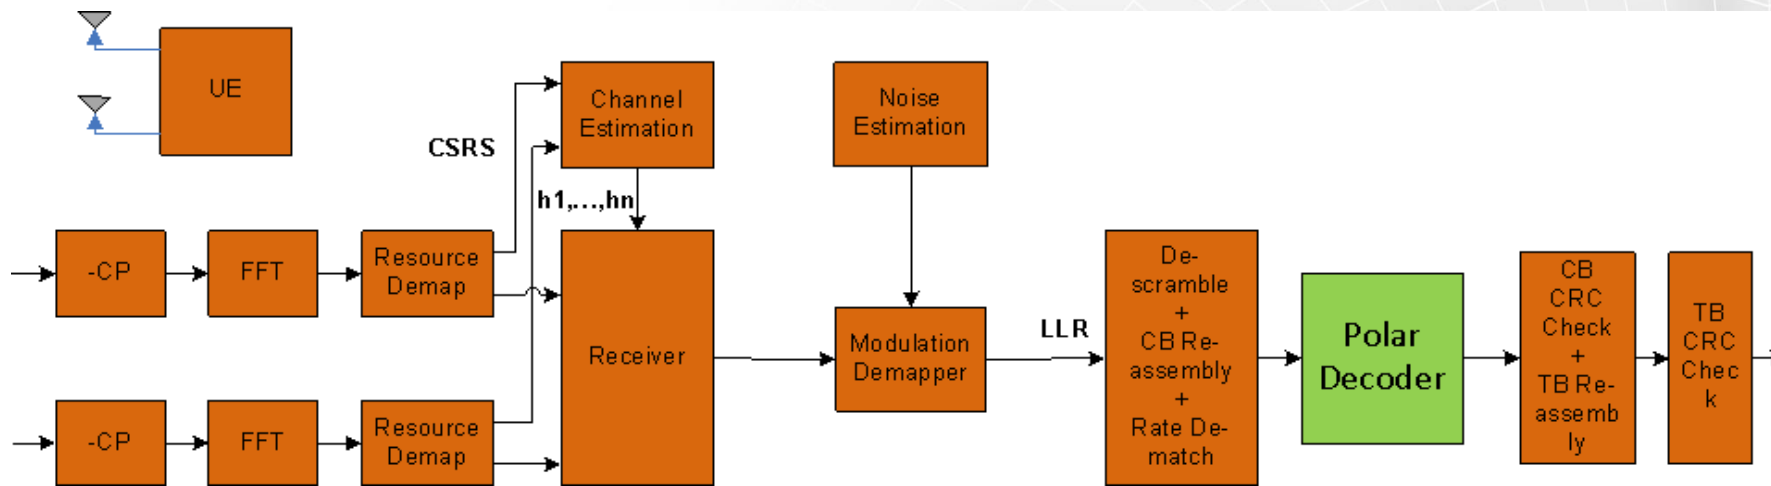 UE
Channel
Estimation
Noise
Estimation
CSRS
h1,...,hn
-CP
FFT
Resource
Demap
Receiver
Modulation
Demapper
LLR
De-
scramble
+
CB Re-
assembly
+
Rate De-
match
Polar
Decoder
CB
CRC
Check
+
TB Re-
assemb
ly
TB
CRC
Chec
k
-CP
FFT
Resource
Demap